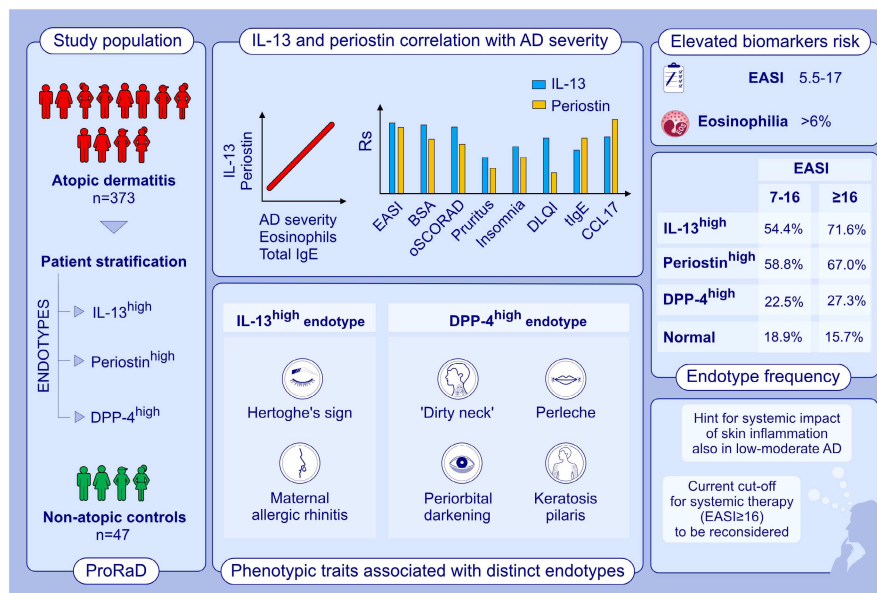 Study population
Atopic dermatitis
n=373
Patient stratification
ENDOTYPES
IL-13high
Periostinhigh
DPP-4high
Non-atopic controls
n=47
ProRaD
IL-13 and periostin correlation with AD severity
IL-13
Periostin
AD severity
Eosinophils
Total IgE
Rs
IL-13
Periostin
EASI
BSA
oSCORAD
Pruritus
Insomnia
DLQI
tIgE
CCL17
IL-13high endotype
Hertoghe's sign
Maternal
allergic rhinitis
DPP-4high endotype
'Dirty neck'
Perleche
Periorbital
darkening
Keratosis
pilaris
Phenotypic traits associated with distinct endotypes
Elevated biomarkers risk
EASI 5.5-17
Eosinophilia >6%
EASI
7-16 ≥16
IL-13high 54.4% 71.6%
Periostinhigh 58.8% 67.0%
DPP-4high 22.5% 27.3%
Normal 18.9% 15.7%
Endotype frequency
Hint for systemic impact
of skin inflammation
also in low-moderate AD
Current cut-off
for systemic therapy
(EASI≥16)
to be reconsidered